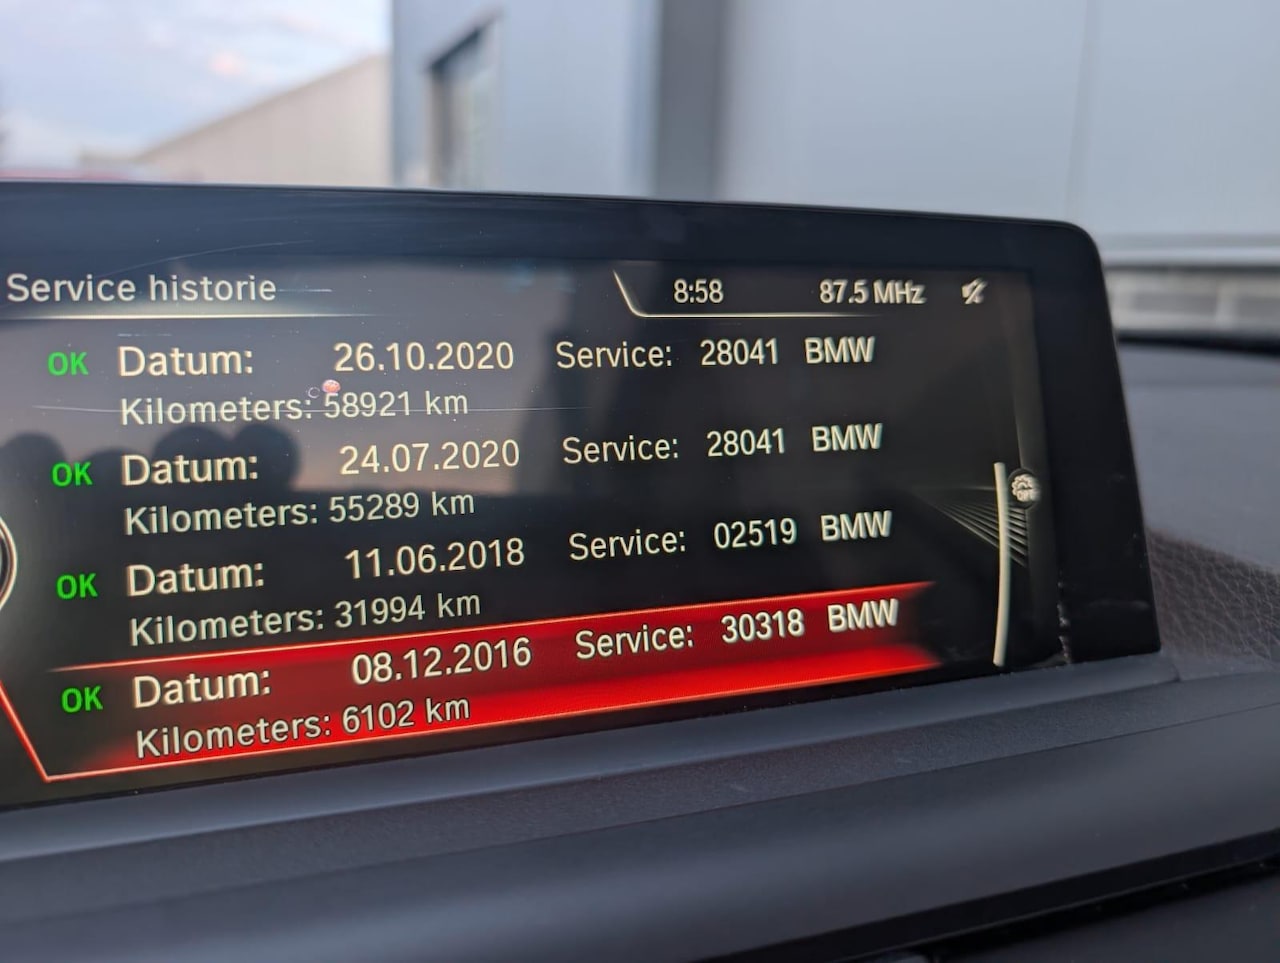 Service historie 8:58 87.5 MHz
OK Datum: 26.10.2020 Service: 28041 BMW
Kilometers: 58921 km
OK Datum: 24.07.2020 Service: 28041 BMW
Kilometers: 55289 km
OK Datum: 11.06.2018 Service: 02519 BMW
Kilometers: 31994 km
OK Datum: 08.12.2016 Service: 30318 BMW
Kilometers: 6102 km